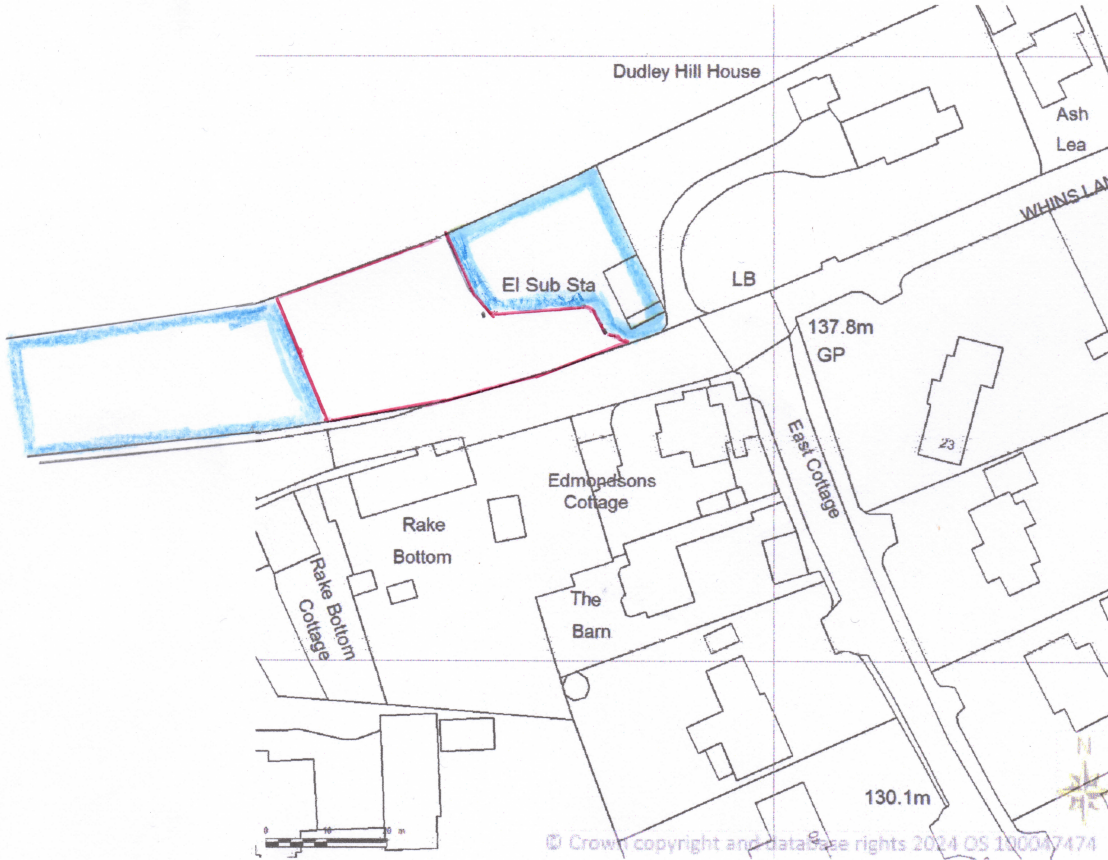 Dudley Hill House
Ash
Lea
WHINS LAN
El Sub Sta
LB
137.8m
GP
23
East Cottage
Edmondsons
Cottage
Rake
Bottom
Rake Bottom
Cottage
The
Barn
N
130.1m
0 10 20 m
© Crown copyright and database rights 2024 OS 100047474